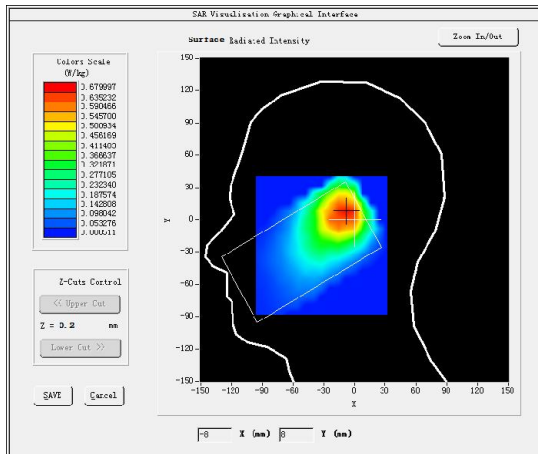 SAR Visualisation Graphical Interface
Surface Radiated Intensity
Zoom In/Out
Colors Scale
(W/kg)
0.679997
0.635232
0.590466
0.545700
0.500934
0.456169
0.411403
0.366637
0.321871
0.277105
0.232340
0.187574
0.142808
0.098042
0.053276
0.008511
Z-Cuts Control
<< Upper Cut
Z = 0.2 mm
Lower Cut >>
SAVE
Cancel
150
120
90
60
30
0
-30
-60
-90
-120
-150
Y
-150 -120 -90 -60 -30 0 30 60 90 120 150
X
-8 X (mm) 8 Y (mm)